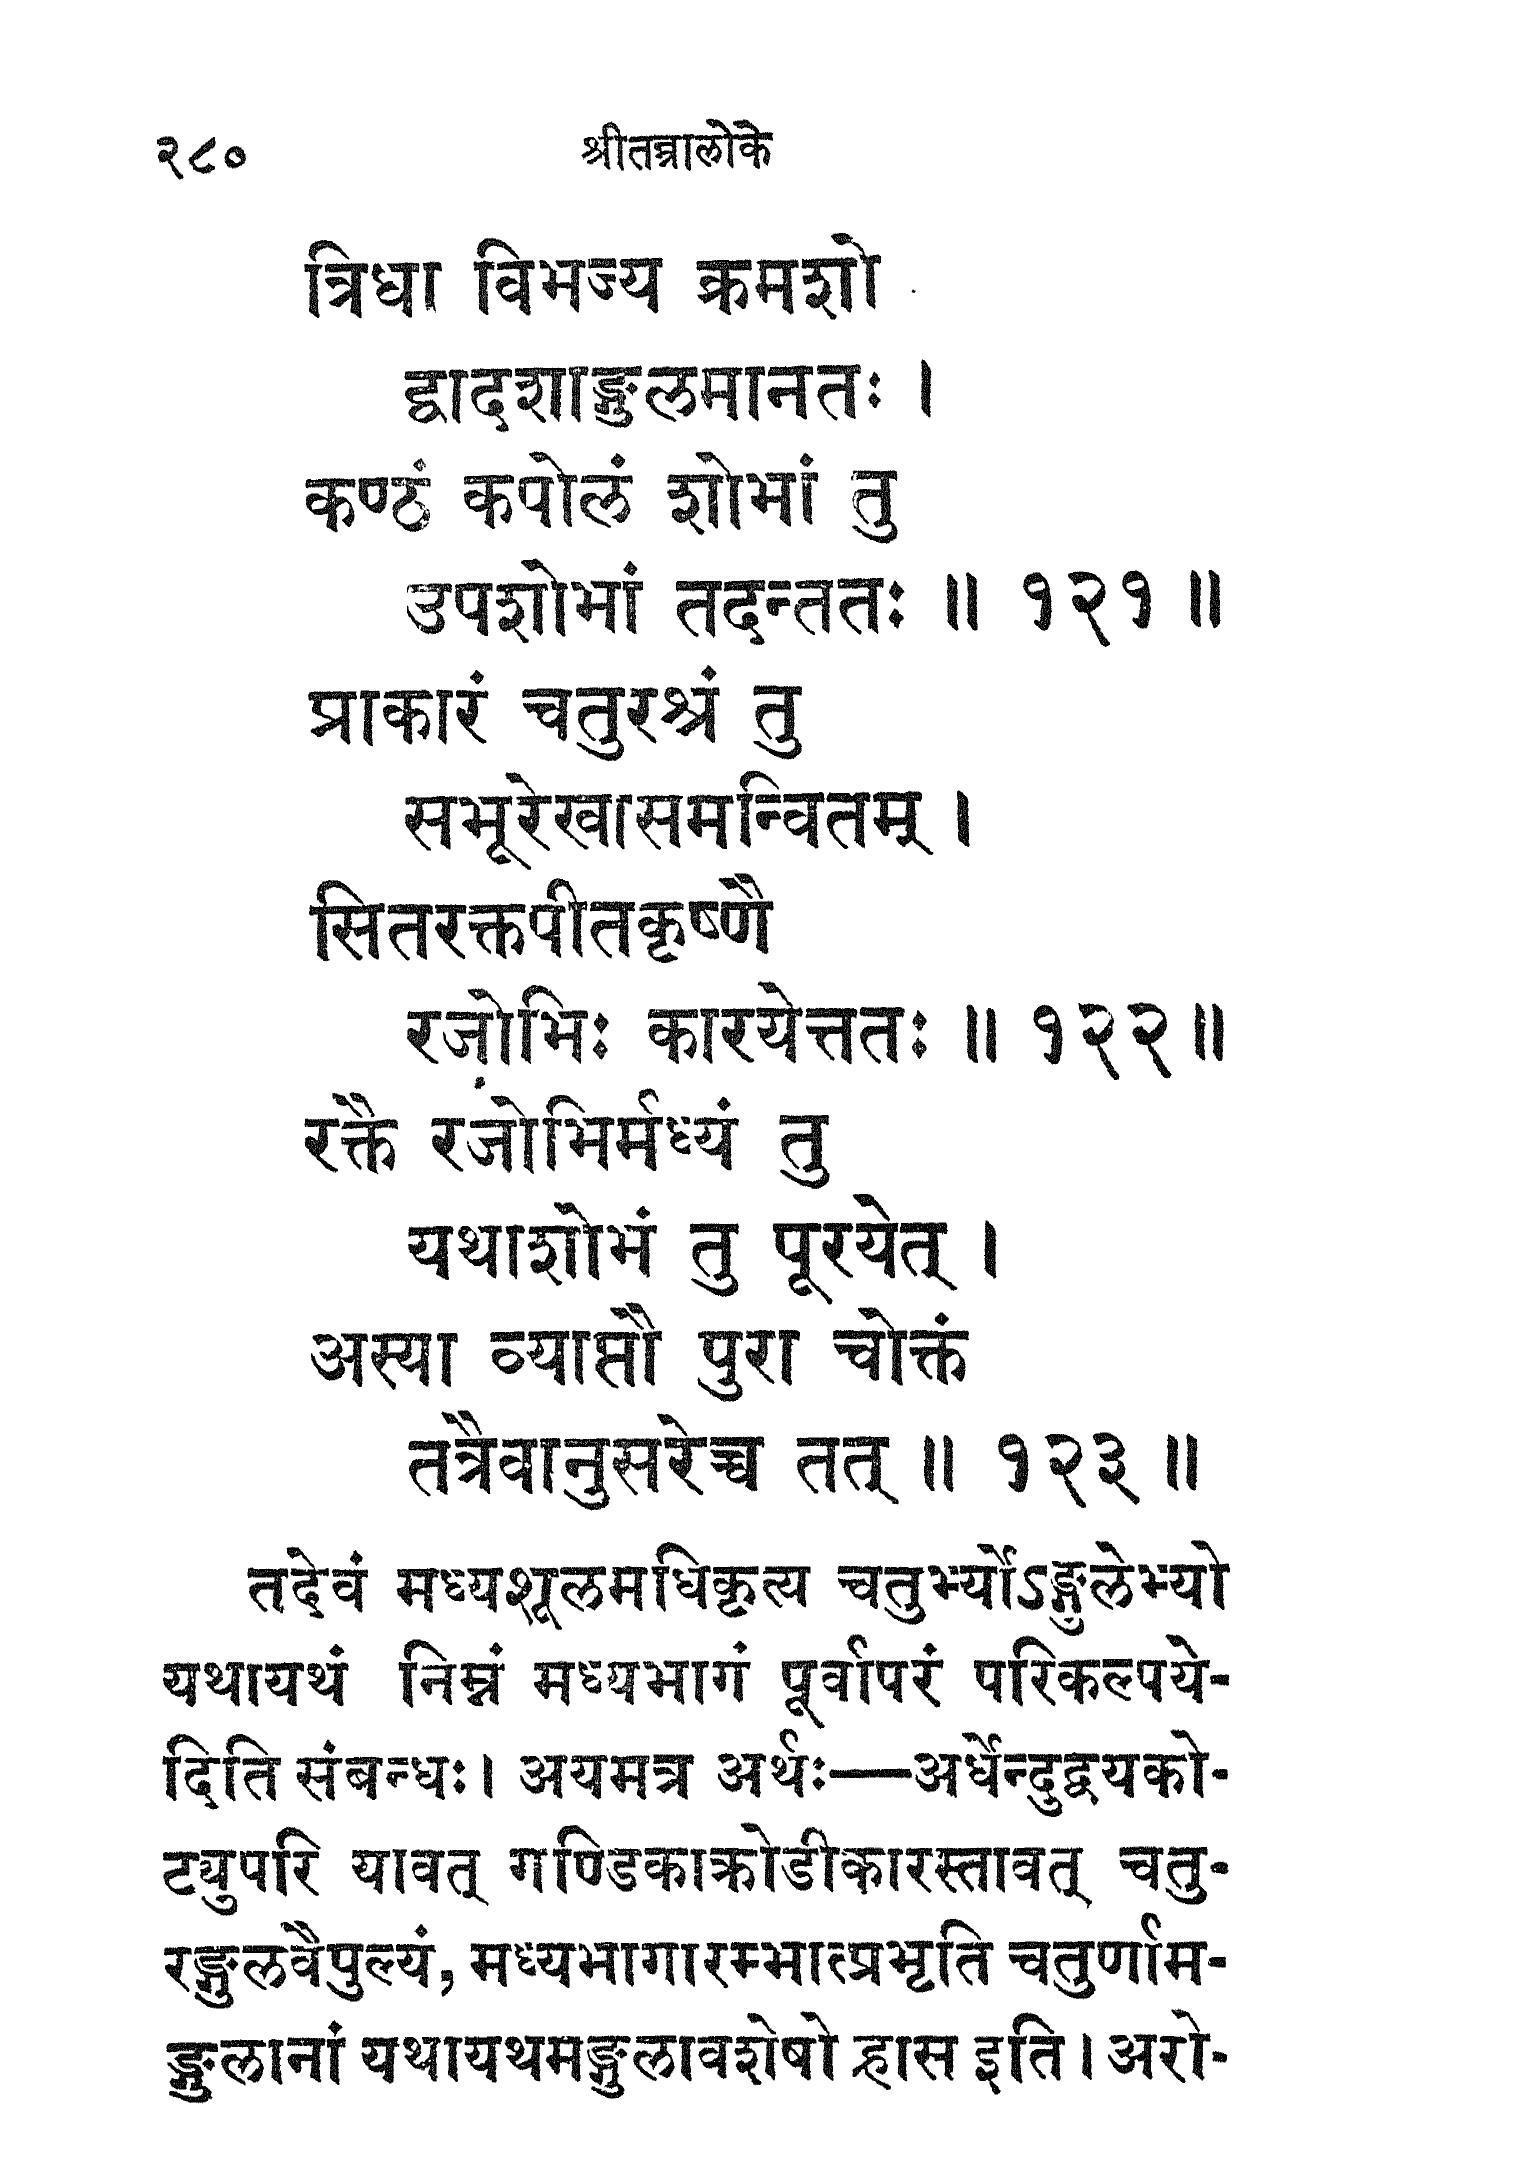 २८० श्रीतन्त्रालोके
त्रिधा विभज्य क्रमशो
द्वादशाङ्गुलमानतः ।
कण्ठं कपोलं शोभां तु
उपशोभां तदन्ततः ॥ १२१ ॥
प्राकारं चतुरश्रं तु
सभूरेखासमन्वितम् ।
सितरक्तपीतकृष्णै
रजोभिः कारयेत्ततः ॥ १२२ ॥
रक्तै रजोभिर्मध्यं तु
यथाशोभं तु पूरयेत् ।
अस्या व्याप्तौ पुरा चोक्तं
तत्रैवानुसरेच्च तत् ॥ १२३ ॥
तदेवं मध्यशूलमधिकृत्य चतुर्भ्योऽङ्गुलेभ्यो
यथायथं निम्नं मध्यभागं पूर्वापरं परिकल्पये-
दिति संबन्धः। अयमत्र अर्थः—अर्धेन्दुद्वयको-
ट्युपरि यावत् गण्डिकाक्रोडीकारस्तावत् चतु-
रङ्गुलवैपुल्यं, मध्यभागारम्भात्प्रभृति चतुर्णाम-
ङ्गुलानां यथायथमङ्गुलावशेषो ह्रास इति। अरो-